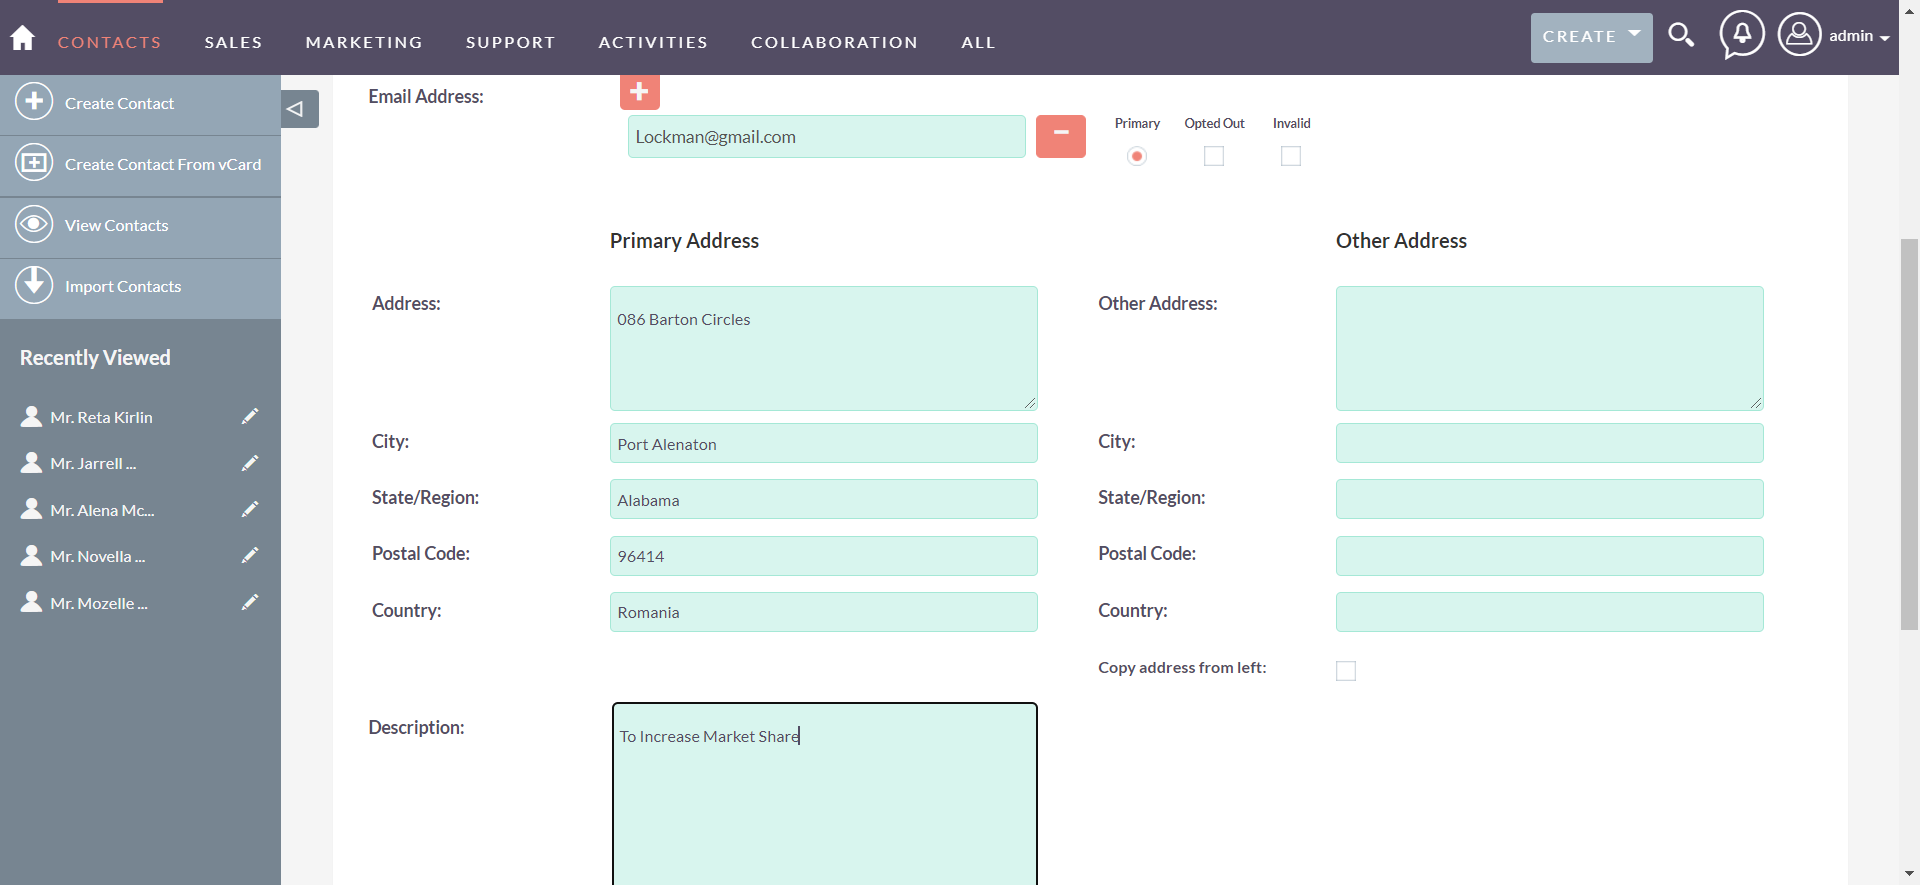 CONTACTS SALES MARKETING SUPPORT ACTIVITIES COLLABORATION ALL CREATE admin
Create Contact
Create Contact From vCard
View Contacts
Import Contacts
Recently Viewed
Mr. Reta Kirlin
Mr. Jarrell ...
Mr. Alena Mc...
Mr. Novella ...
Mr. Mozelle ...
Email Address:
Lockman@gmail.com
Primary Opted Out Invalid
Primary Address
Address: 086 Barton Circles
City: Port Alenaton
State/Region: Alabama
Postal Code: 96414
Country: Romania
Other Address
Other Address:
City:
State/Region:
Postal Code:
Country:
Copy address from left:
Description: To Increase Market Share